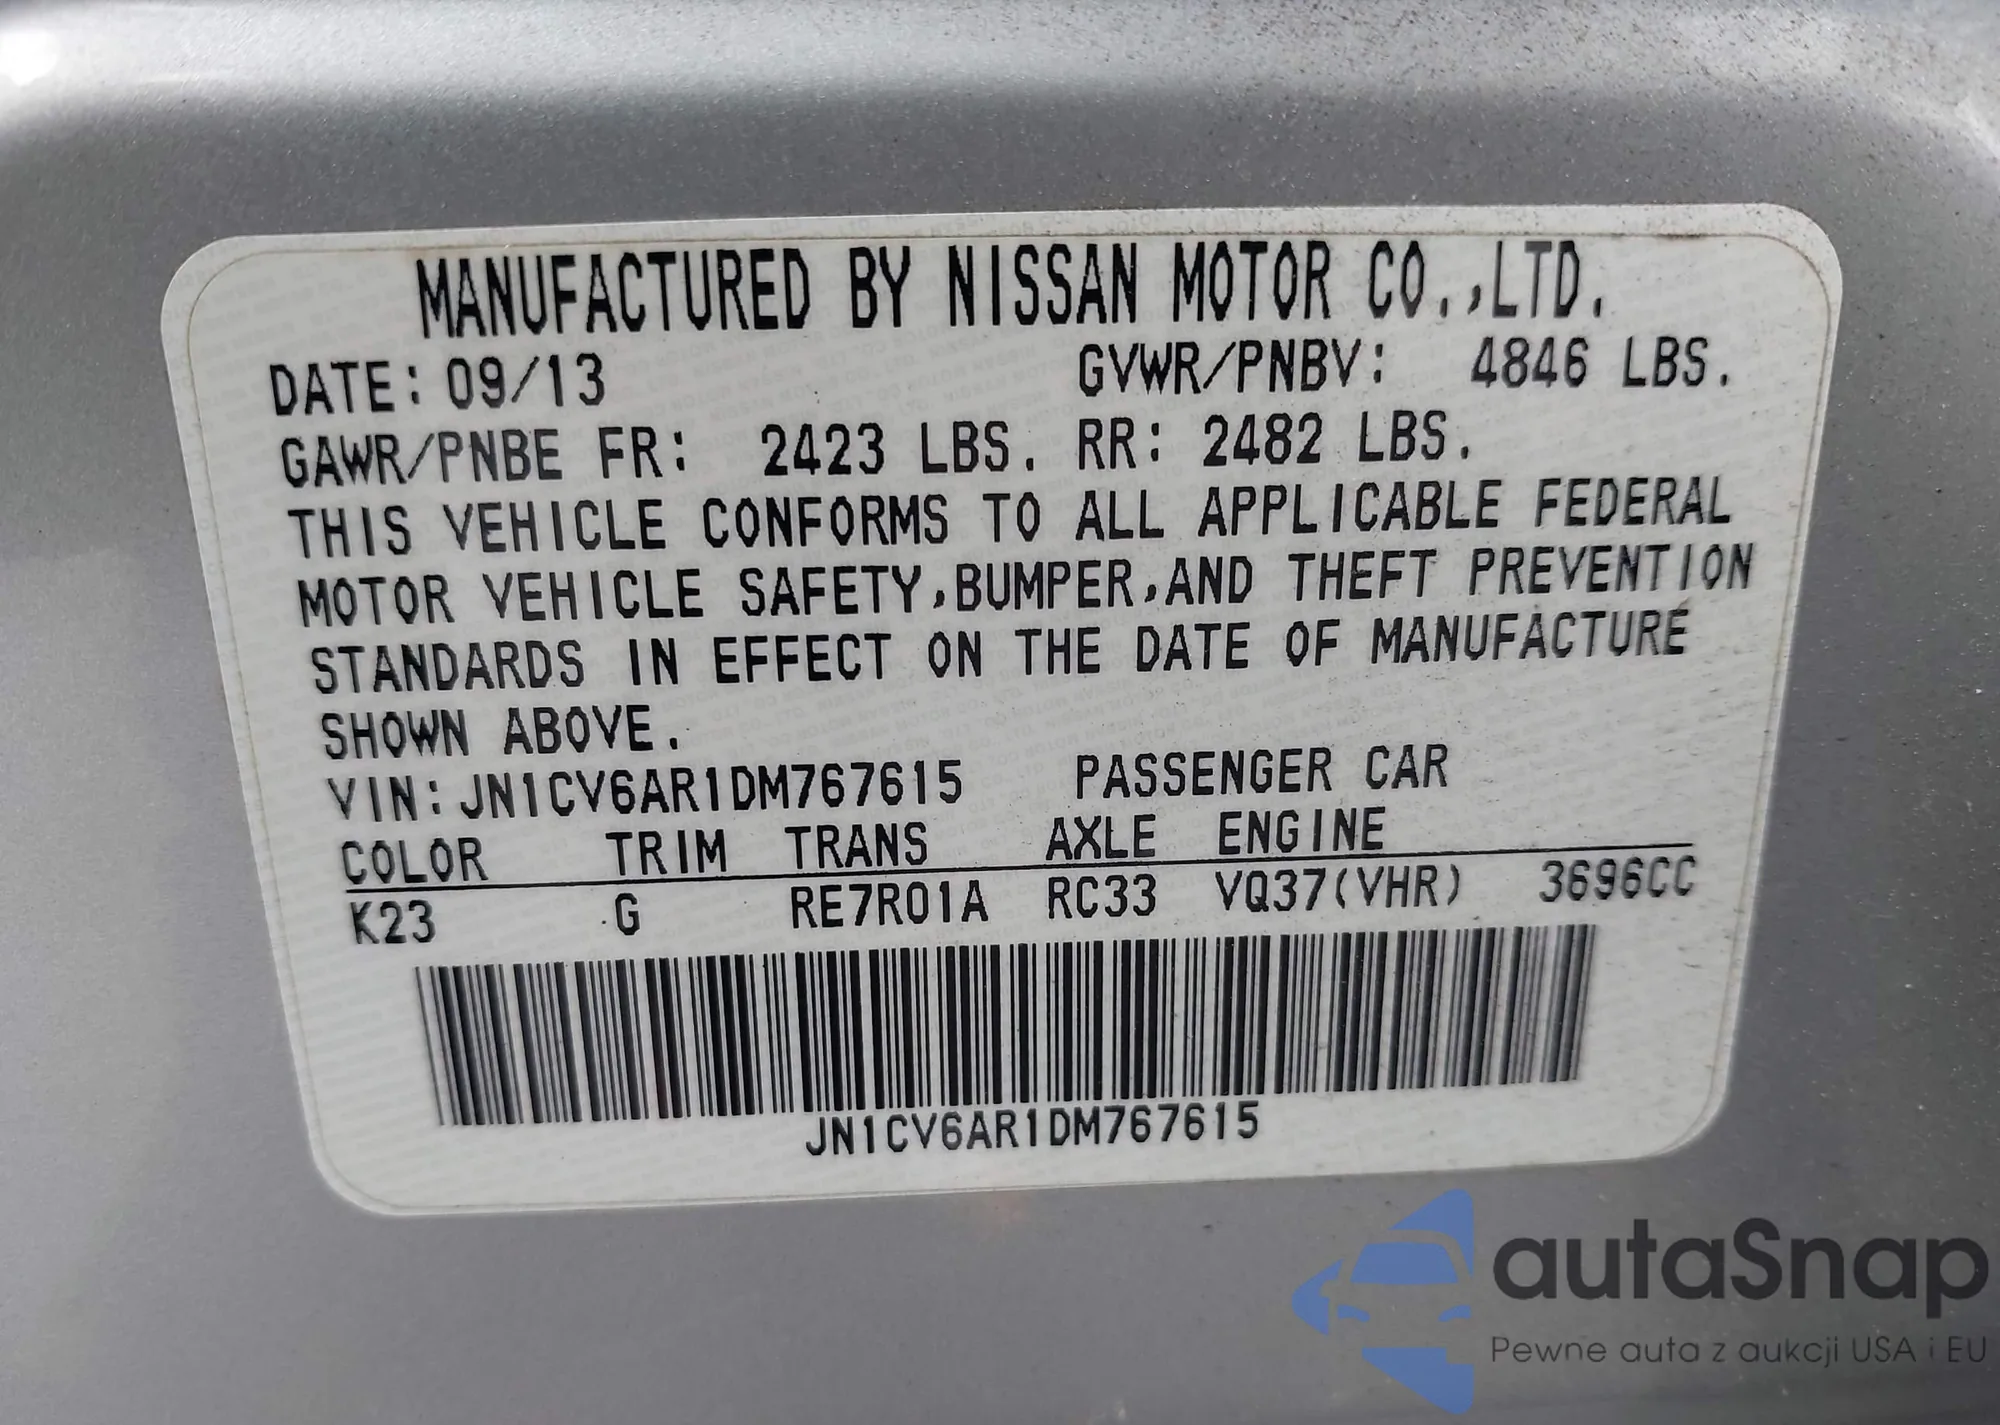 MANUFACTURED BY NISSAN MOTOR CO.,LTD.
DATE: 09/13 GVWR/PNBV: 4846 LBS.
GAWR/PNBE FR: 2423 LBS. RR: 2482 LBS.
THIS VEHICLE CONFORMS TO ALL APPLICABLE FEDERAL
MOTOR VEHICLE SAFETY,BUMPER,AND THEFT PREVENTION
STANDARDS IN EFFECT ON THE DATE OF MANUFACTURE
SHOWN ABOVE.
VIN:JN1CV6AR1DM767615 PASSENGER CAR
COLOR TRIM TRANS AXLE ENGINE
K23 G RE7R01A RC33 VQ37(VHR) 3696CC
JN1CV6AR1DM767615
autaSnap
Pewne auta z aukcji USA i EU